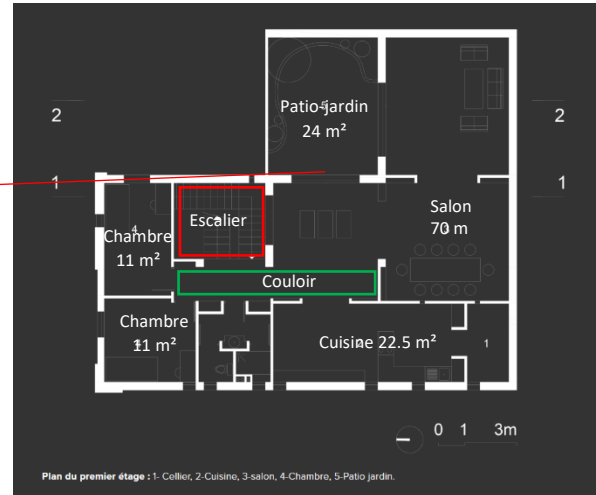 Patio-jardin
24 m²
2
2
1
1
Escalier
Salon
70 m
3
4
Chambre
11 m²
Couloir
Chambre
11 m²
Cuisine 22.5 m²
1
0 1 3m
Plan du premier étage : 1- Cellier, 2-Cuisine, 3-salon, 4-Chambre, 5-Patio jardin.